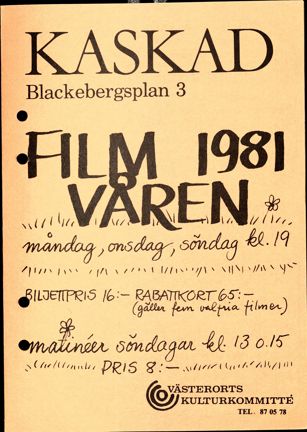 KASKAD
Blackebergsplan 3
FILM 1981
VÅREN
måndag, onsdag, söndag kl. 19
BILJETTPRIS 16:- RABATTKORT 65:-
(gäller fem valfria filmer)
matinéer söndagar kl 13 o 15
PRIS 8:-
VÄSTERORTS
KULTURKOMMITTÉ
TEL. 87 05 78